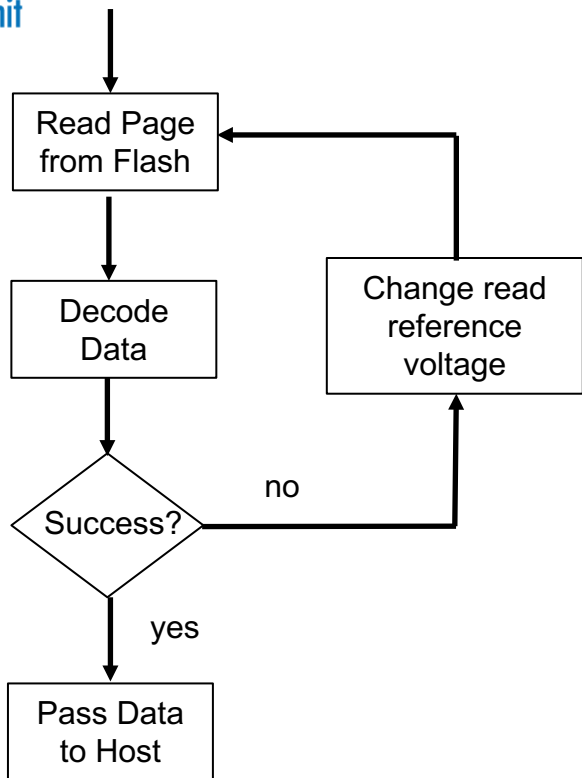 Read Page
from Flash
Decode
Data
Change read
reference
voltage
Success?
no
yes
Pass Data
to Host